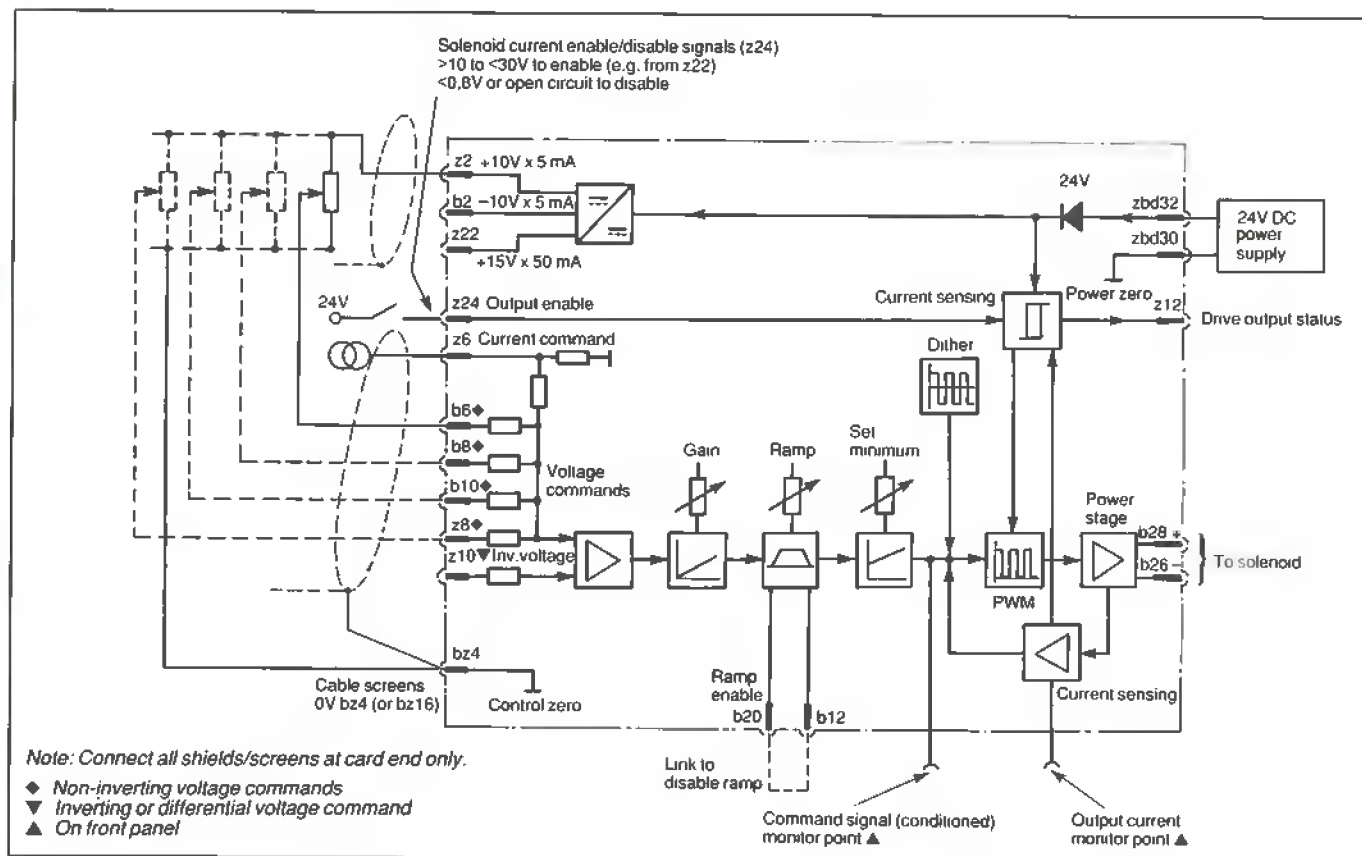 Solenoid current enable/disable signals (z24)
>10 to <30V to enable (e.g. from z22)
<0,8V or open circuit to disable
z2 +10V x 5 mA
b2 −10V x 5 mA
z22
+15V x 50 mA
24V
zbd32
zbd30
24V DC
power
supply
Power zero
24V
z24 Output enable
Current sensing
z12
Drive output status
z6 Current command
Dither
b6◆
b8◆
b10◆
z8◆
Voltage
commands
z10▼ Inv.voltage
Gain
Ramp
Set
minimum
PWM
Power
stage
b28 +
b26 −
To solenoid
Current sensing
bz4
Cable screens
0V bz4 (or bz16)
Control zero
Ramp
enable
b20
b12
Link to
disable ramp
Command signal (conditioned)
monitor point ▲
Output current
monitor point ▲
Note: Connect all shields/screens at card end only.
◆ Non-inverting voltage commands
▼ Inverting or differential voltage command
▲ On front panel